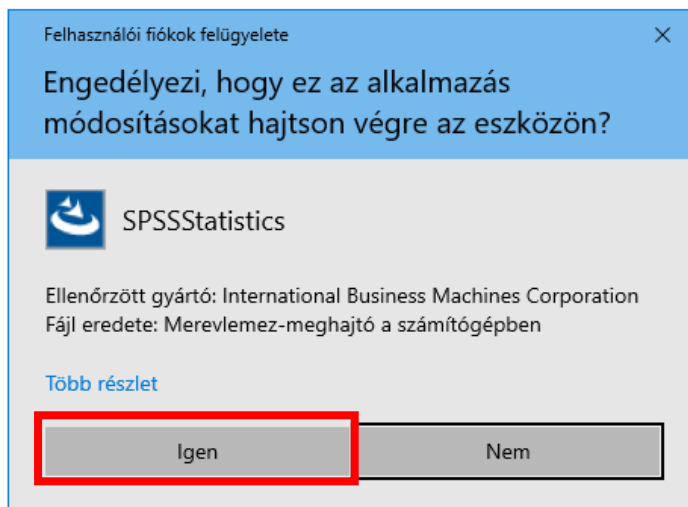 Felhasználói fiókok felügyelete
Engedélyezi, hogy ez az alkalmazás
módosításokat hajtson végre az eszközön?
SPSSStatistics
Ellenőrzött gyártó: International Business Machines Corporation
Fájl eredete: Merevlemez-meghajtó a számítógépben
Több részlet
Igen
Nem